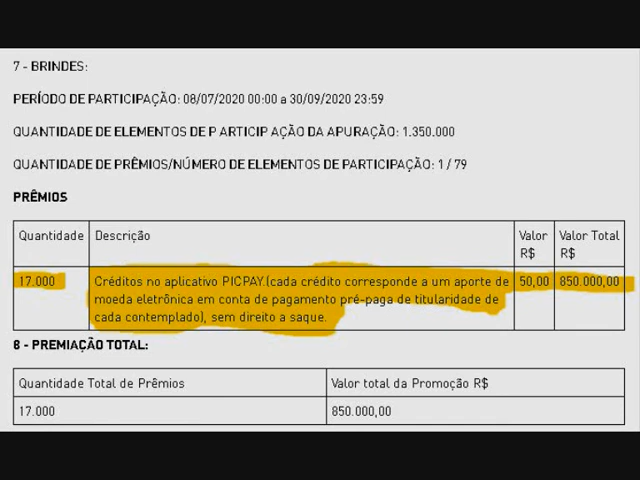 7 - BRINDES:
PERÍODO DE PARTICIPAÇÃO: 08/07/2020 00:00 a 30/09/2020 23:59
QUANTIDADE DE ELEMENTOS DE P ARTICIP AÇÃO DA APURAÇÃO: 1.350.000
QUANTIDADE DE PRÊMIOS/NÚMERO DE ELEMENTOS DE PARTICIPAÇÃO: 1 / 79
PRÊMIOS
Quantidade Descrição Valor R$ Valor Total R$
17.000 Créditos no aplicativo PICPAY.(cada crédito corresponde a um aporte de 50,00 850.000,00
moeda eletrônica em conta de pagamento pré-paga de titularidade de
cada contemplado), sem direito a saque.
8 - PREMIAÇÃO TOTAL:
Quantidade Total de Prêmios Valor total da Promoção R$
17.000 850.000,00